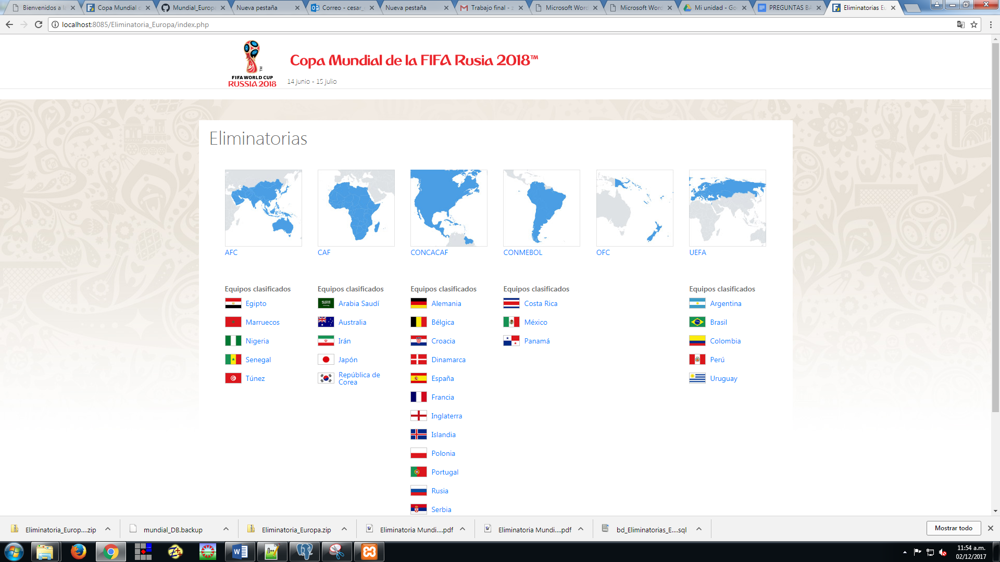 Bienvenidos a la
Copa Mundial d
Mundial_Europa
Nueva pestaña
Correo - cesar_
Nueva pestaña
Trabajo final - z
Microsoft Word
Microsoft Word
Mi unidad - Go
PREGUNTAS BA
Eliminatorias Eu
localhost:8085/Eliminatoria_Europa/index.php
Copa Mundial de la FIFA Rusia 2018™
TM
FIFA WORLD CUP
RUSSIA 2018
14 junio - 15 julio
Eliminatorias
AFC
CAF
CONCACAF
CONMEBOL
OFC
UEFA
Equipos clasificados
Egipto
Marruecos
Nigeria
Senegal
Túnez
Equipos clasificados
Arabia Saudí
Australia
Irán
Japón
República de
Corea
Equipos clasificados
Alemania
Bélgica
Croacia
Dinamarca
España
Francia
Inglaterra
Islandia
Polonia
Portugal
Rusia
Serbia
Equipos clasificados
Costa Rica
México
Panamá
Equipos clasificados
Argentina
Brasil
Colombia
Perú
Uruguay
Eliminatoria_Europ....zip
mundial_DB.backup
Eliminatoria_Europa.zip
Eliminatoria Mundi....pdf
Eliminatoria Mundi....pdf
bd_Eliminatorias_E....sql
Mostrar todo
11:54 a.m.
02/12/2017